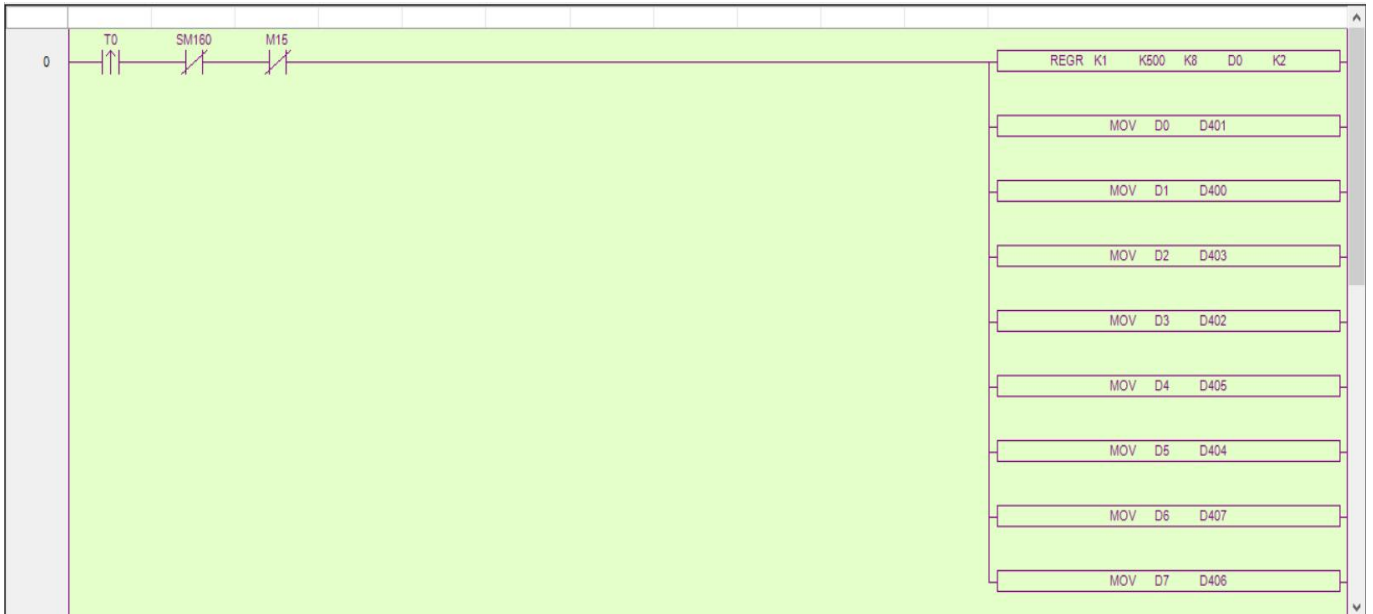 T0 SM160 M15
0 REGR K1 K500 K8 D0 K2
MOV D0 D401
MOV D1 D400
MOV D2 D403
MOV D3 D402
MOV D4 D405
MOV D5 D404
MOV D6 D407
MOV D7 D406